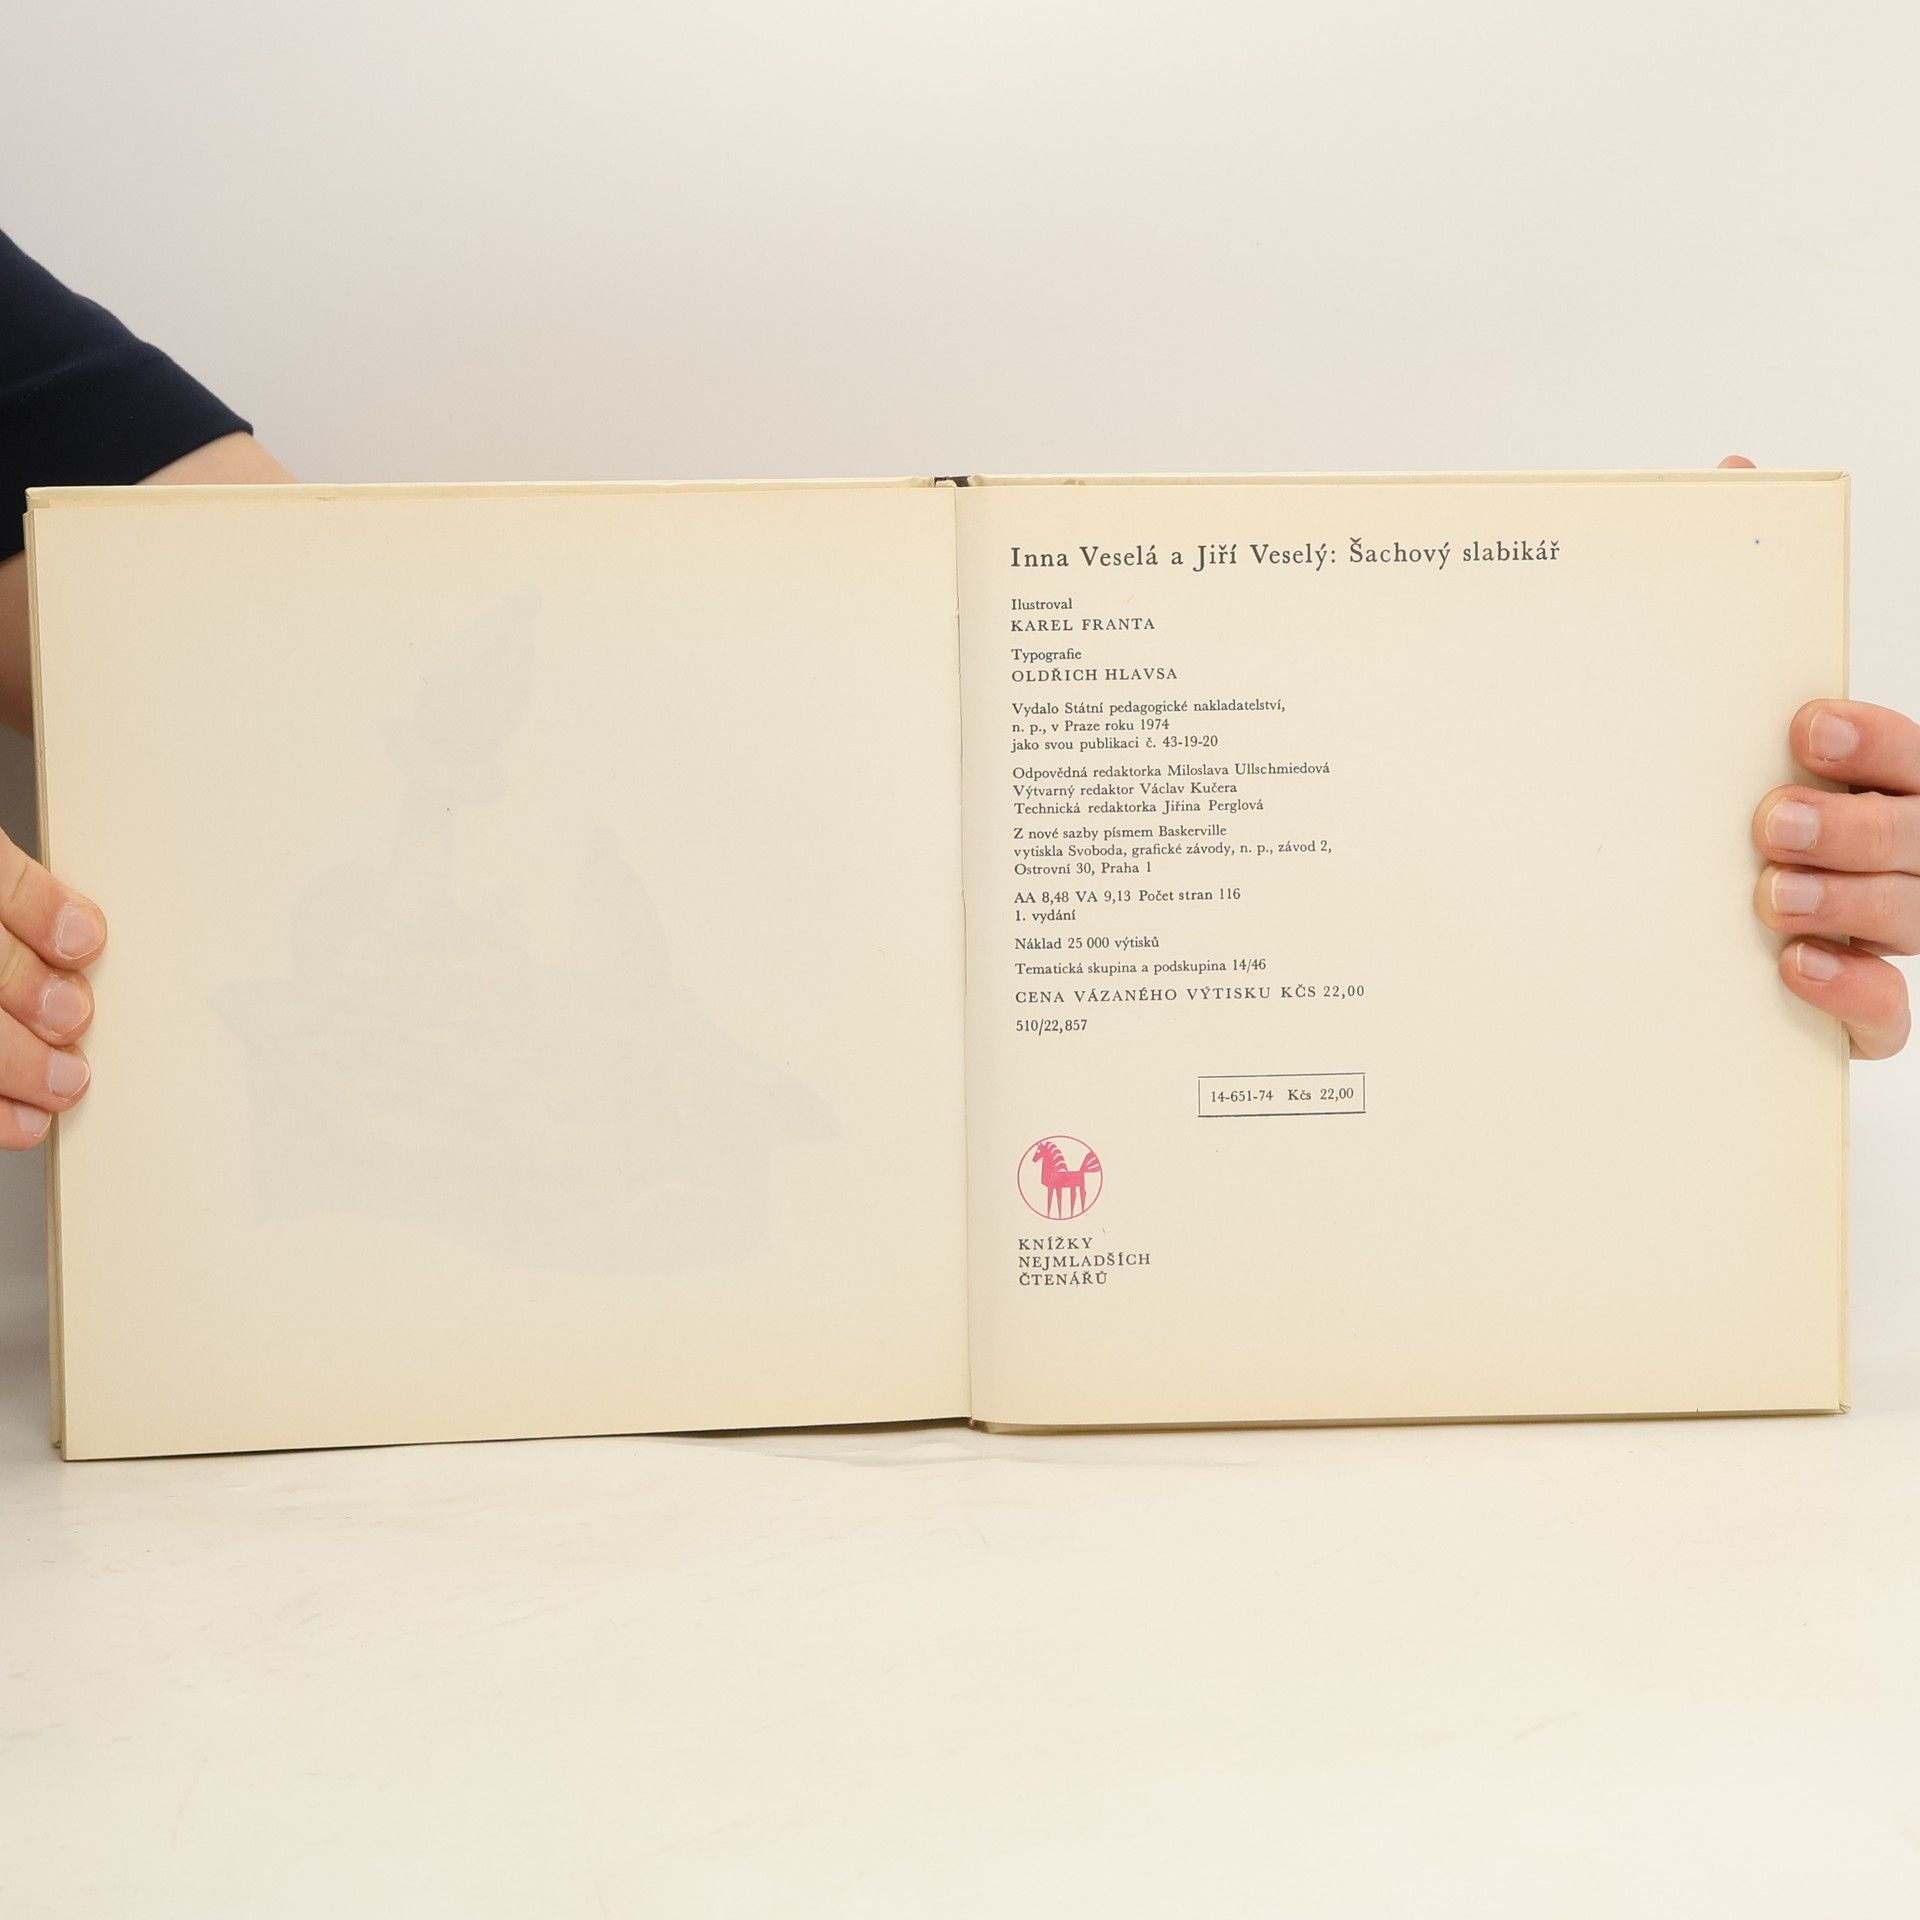 Inna Veselá a Jiří Veselý: Šachový slabikář
Ilustroval
KAREL FRANTA
Typografie
OLDŘICH HLAVSA
Vydalo Státní pedagogické nakladatelství,
n. p., v Praze roku 1974
jako svou publikaci č. 43-19-20
Odpovědná redaktorka Miloslava Ullschmiedová
Výtvarný redaktor Václav Kučera
Technická redaktorka Jiřina Perglová
Z nové sazby písmem Baskerville
vytiskla Svoboda, grafické závody, n. p., závod 2,
Ostrovní 30, Praha 1
AA 8,48 VA 9,13 Počet stran 116
1. vydání
Náklad 25 000 výtisků
Tematická skupina a podskupina 14/46
CENA VÁZANÉHO VÝTISKU KČS 22,00
510/22,857
14-651-74 Kčs 22,00
KNÍŽKY
NEJMLADŠÍCH
ČTENÁŘŮ